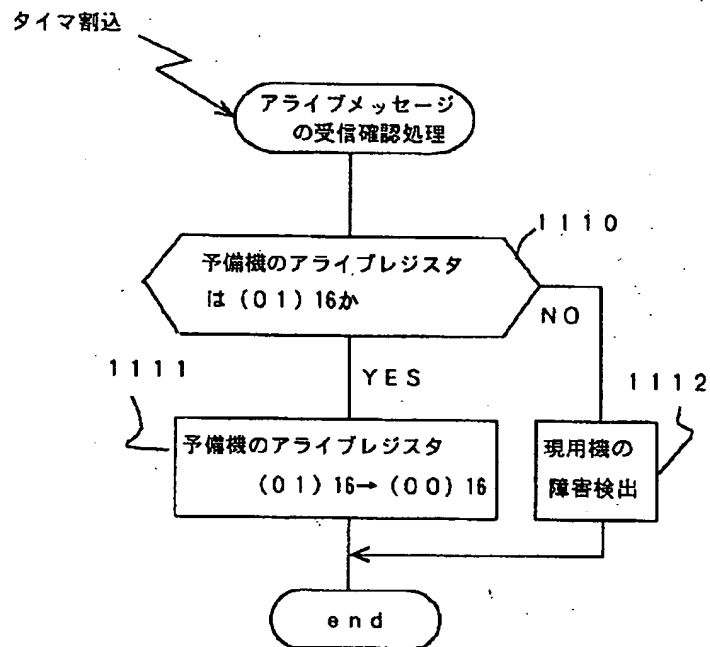 タイマ割込
アライブメッセージ
の受信確認処理
1110
予備機のアライブレジスタ
は(01)16か
NO
YES
1111
1112
予備機のアライブレジスタ
(01)16→(00)16
現用機の
障害検出
end